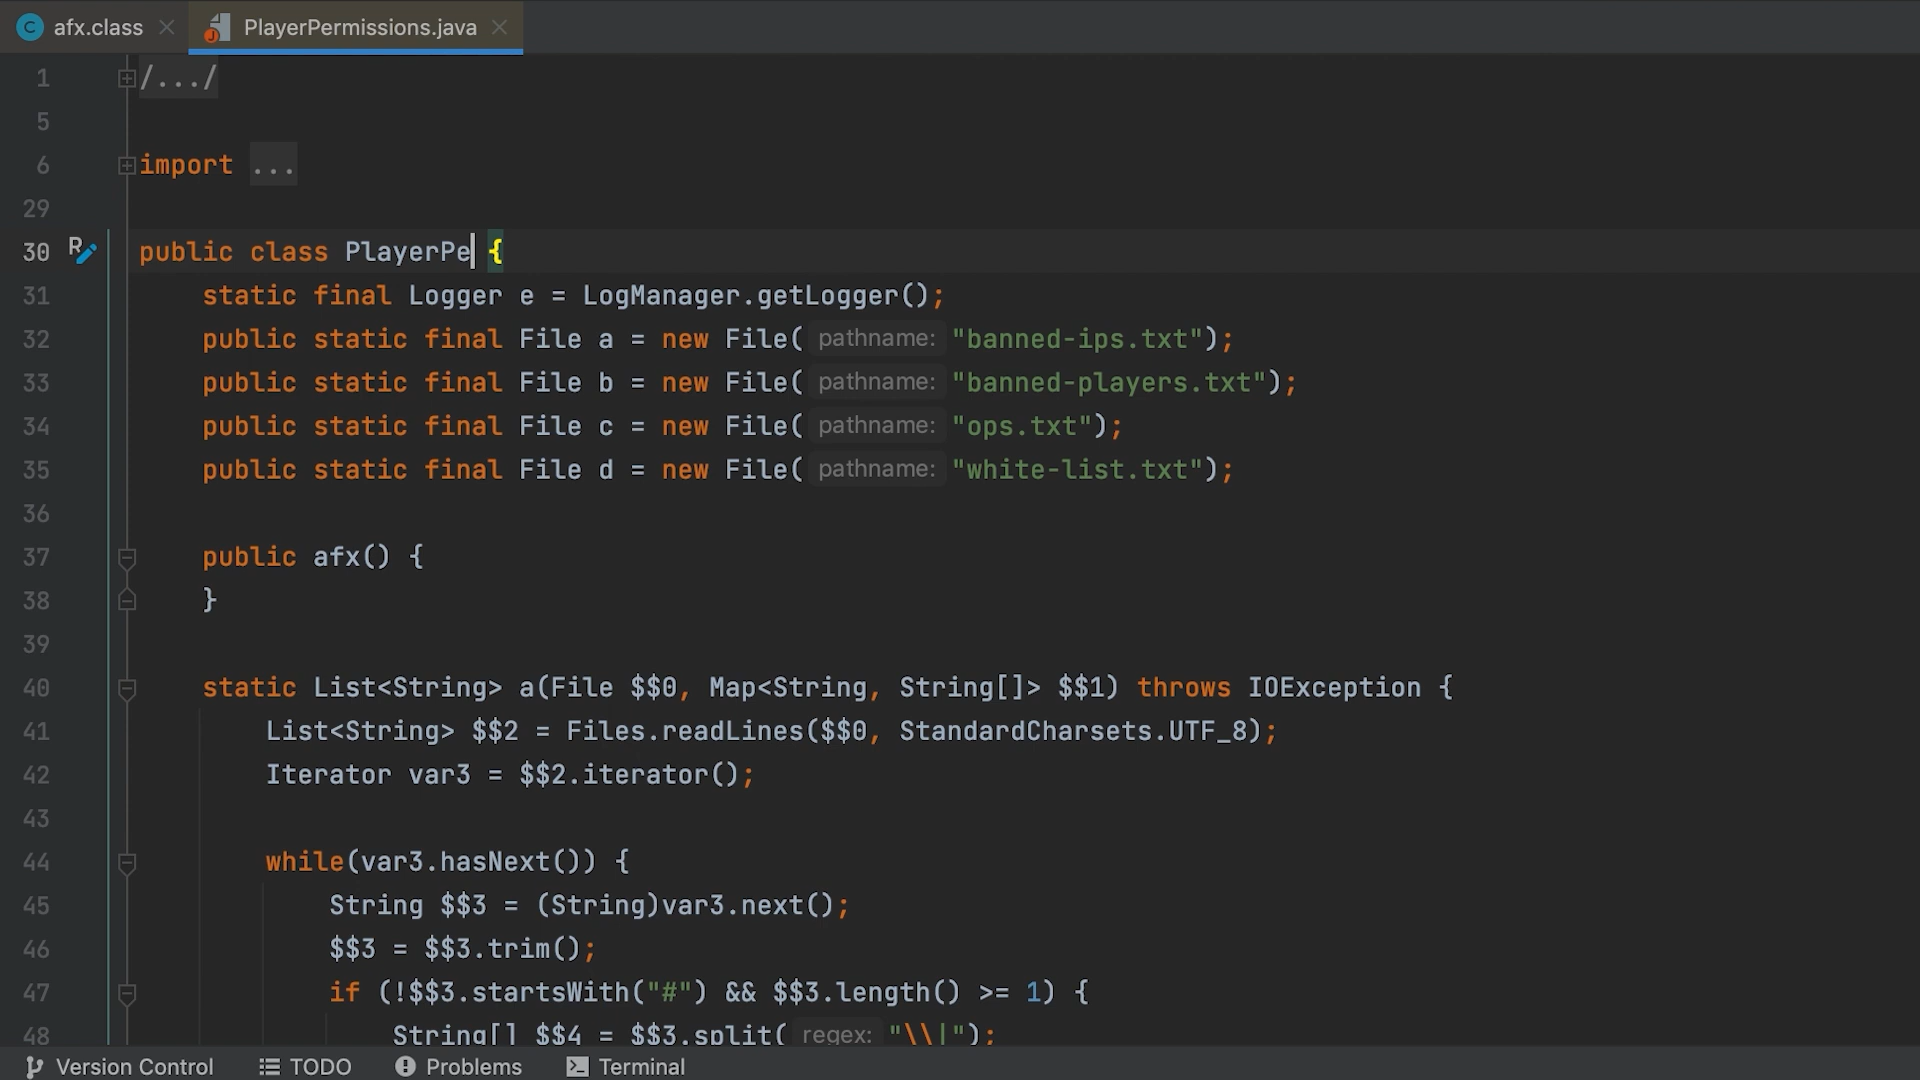 afx.class PlayerPermissions.java
1 /.../
5
6 import ...
29
30 public class PlayerPe {
31 static final Logger e = LogManager.getLogger();
32 public static final File a = new File( pathname: "banned-ips.txt");
33 public static final File b = new File( pathname: "banned-players.txt");
34 public static final File c = new File( pathname: "ops.txt");
35 public static final File d = new File( pathname: "white-list.txt");
36
37 public afx() {
38 }
39
40 static List<String> a(File $$0, Map<String, String[]> $$1) throws IOException {
41 List<String> $$2 = Files.readLines($$0, StandardCharsets.UTF_8);
42 Iterator var3 = $$2.iterator();
43
44 while(var3.hasNext()) {
45 String $$3 = (String)var3.next();
46 $$3 = $$3.trim();
47 if (!$$3.startsWith("#") && $$3.length() >= 1) {
48 String[] $$4 = $$3.split( regex: "\\|");
Version Control TODO Problems Terminal